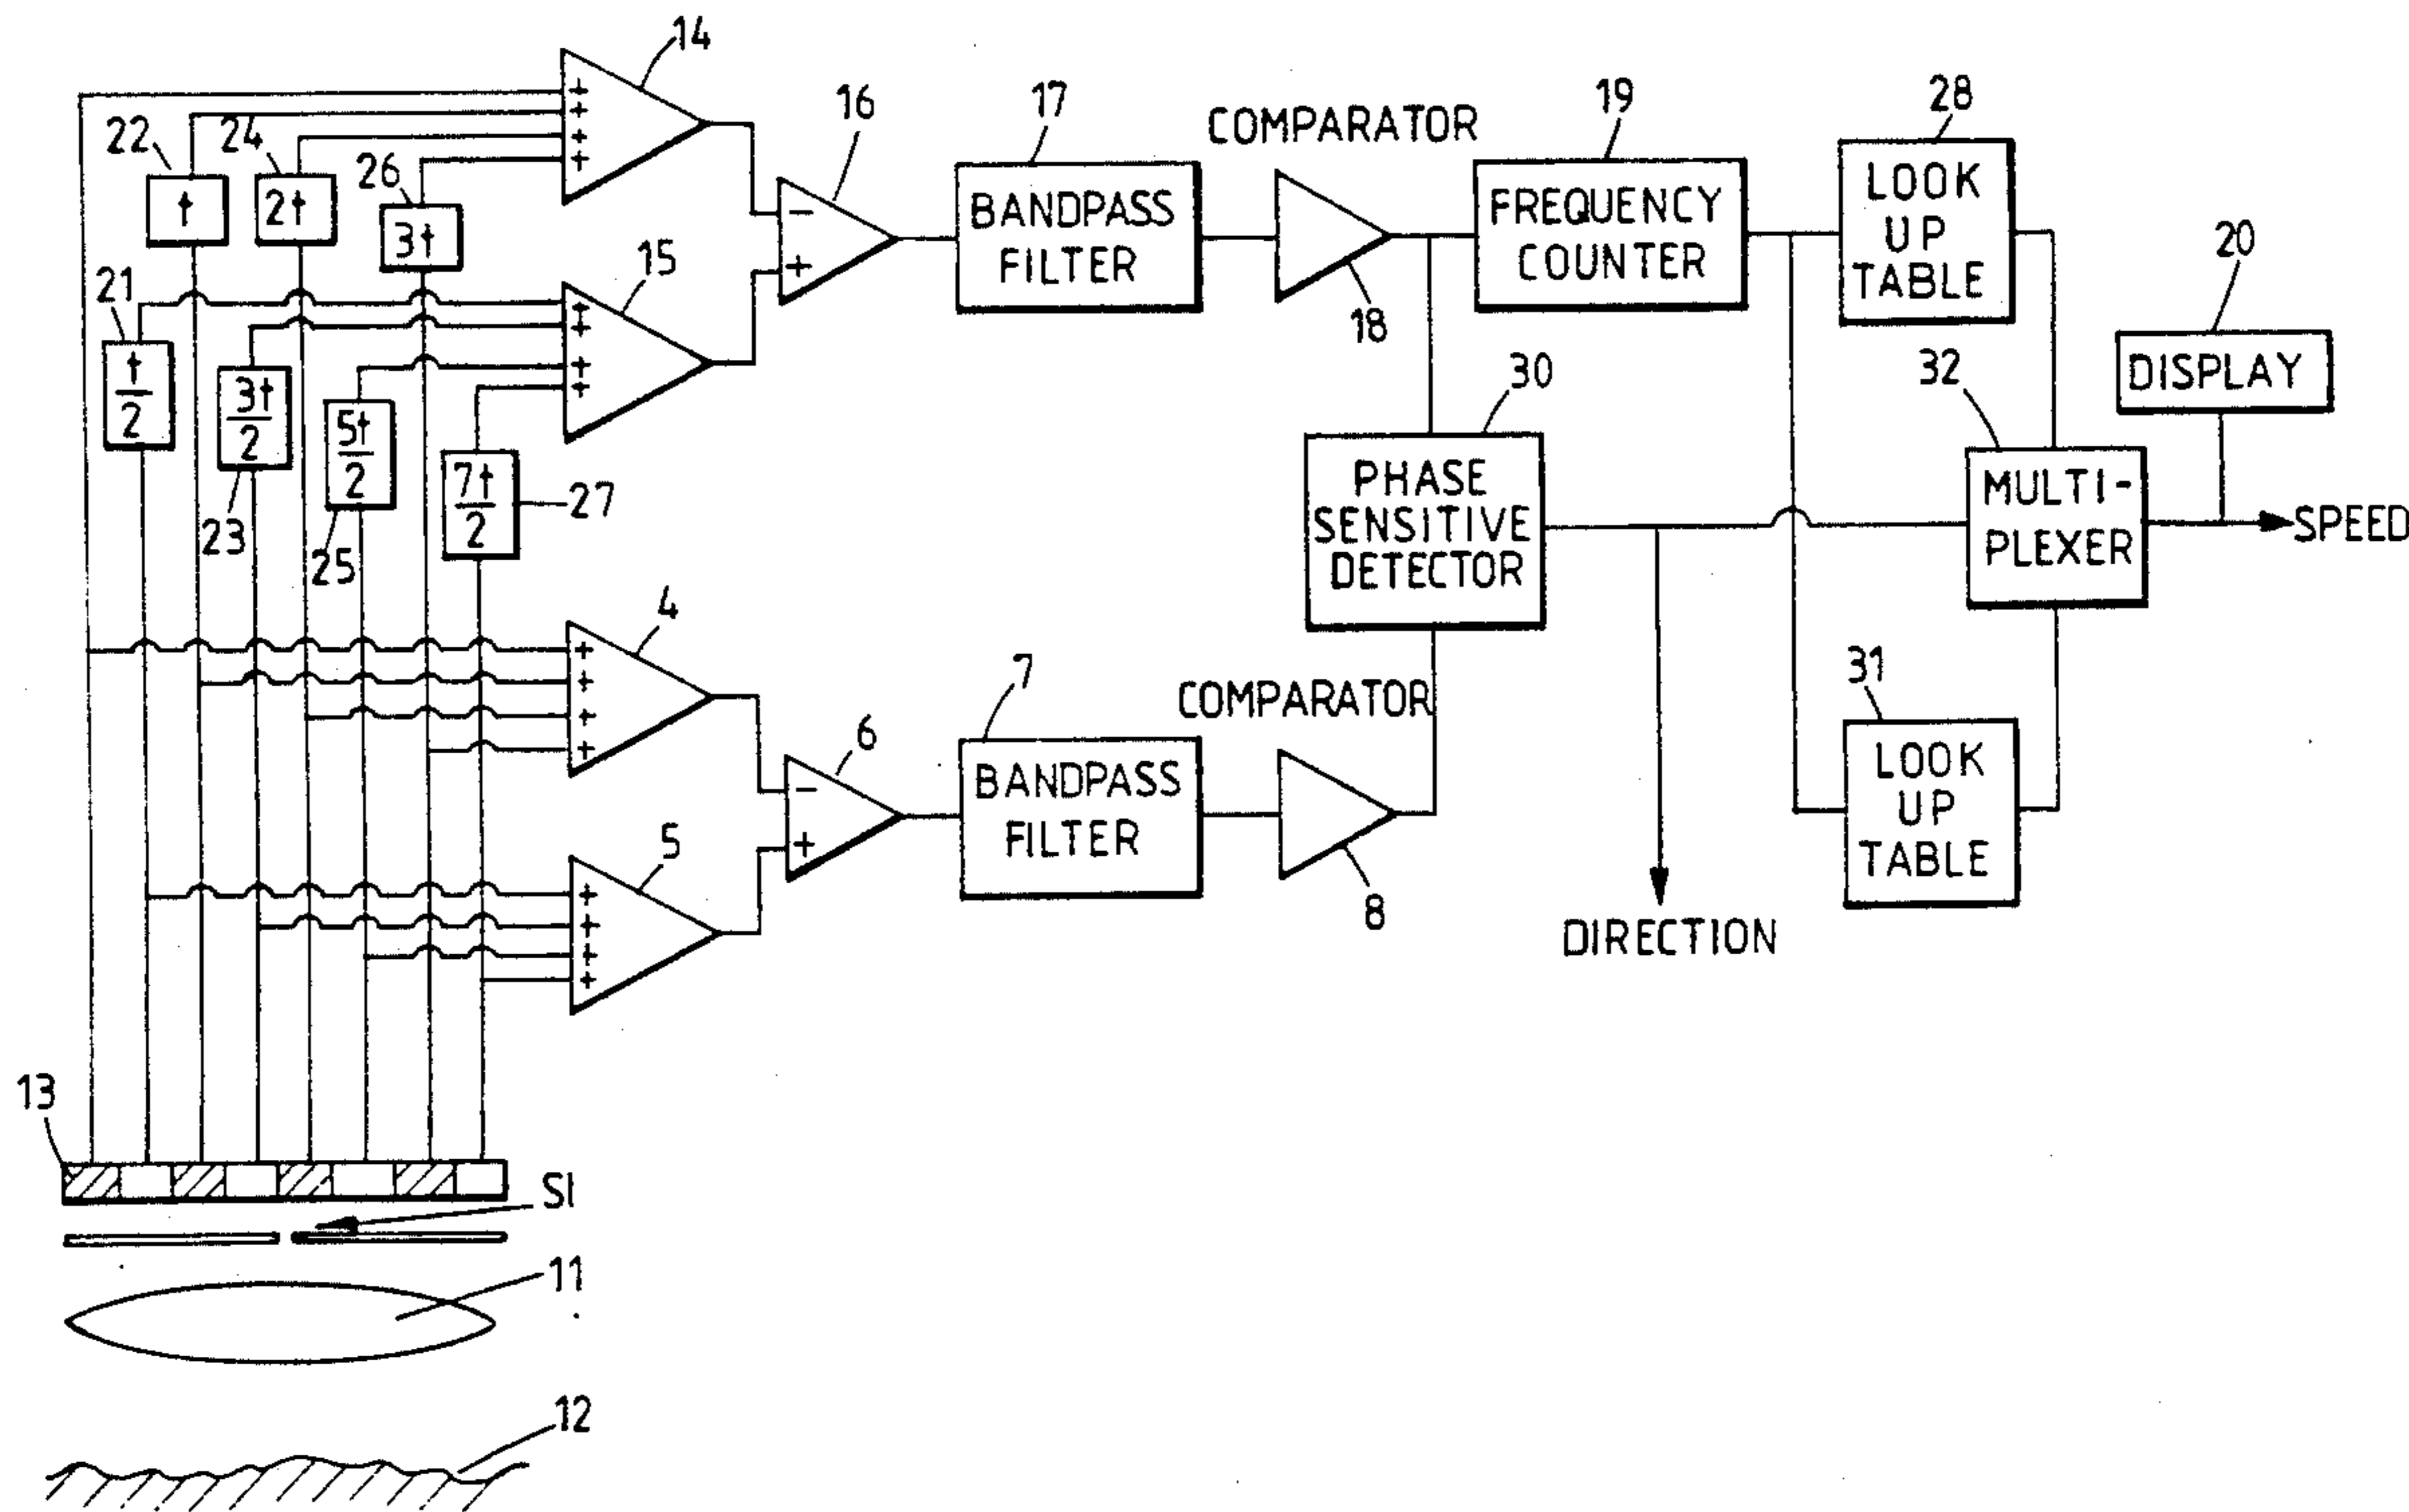 14
16
17
COMPARATOR
19
28
22
24
26
t
2t
3t
+
+
+
+
−
+
BANDPASS
FILTER
18
FREQUENCY
COUNTER
LOOK
UP
TABLE
20
DISPLAY
21
15
t
2
3t
2
5t
2
7t
2
+
+
+
+
23
25
27
30
32
PHASE
SENSITIVE
DETECTOR
MULTI-
PLEXER
SPEED
4
+
+
+
+
6
7
COMPARATOR
31
−
+
BANDPASS
FILTER
8
LOOK
UP
TABLE
5
+
+
+
+
DIRECTION
13
SI
11
12